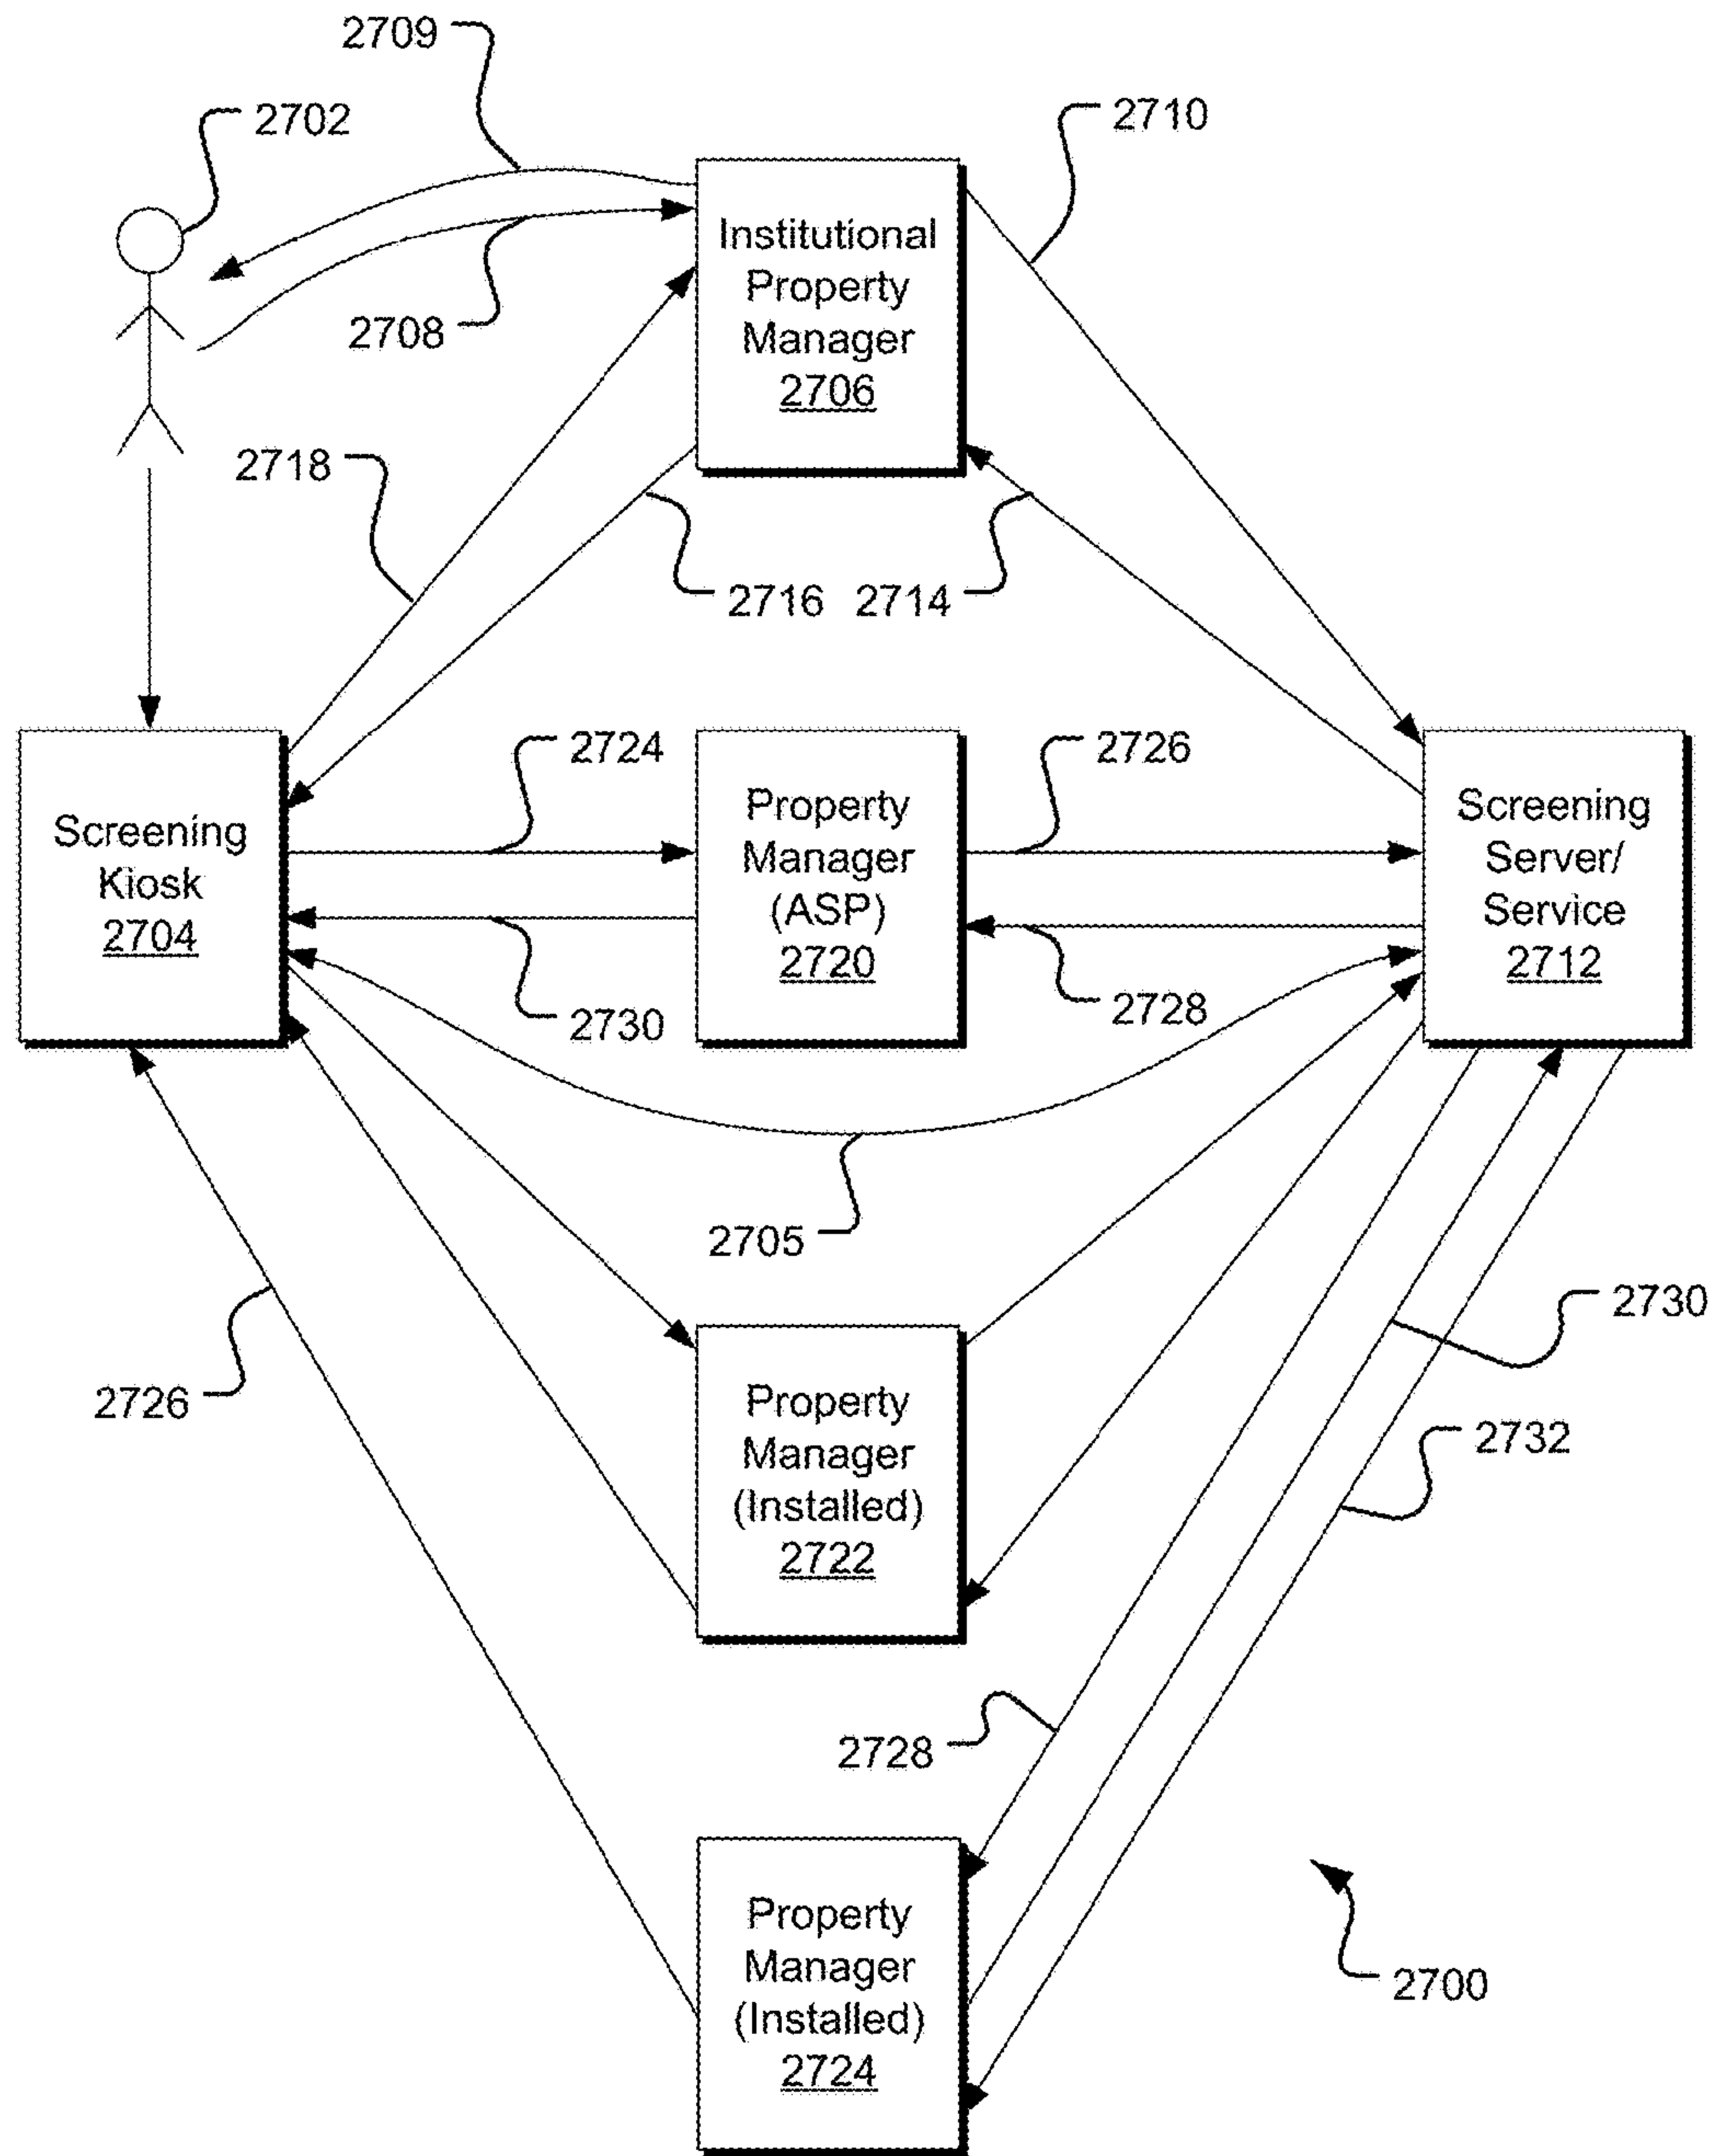 2709
2702
2710
Institutional
Property
Manager
2706
2708
2718
2716
2714
2724
2726
Screening
Kiosk
2704
Property
Manager
(ASP)
2720
Screening
Server/
Service
2712
2730
2728
2705
2730
2726
Property
Manager
(Installed)
2722
2732
2728
Property
Manager
(Installed)
2724
2700